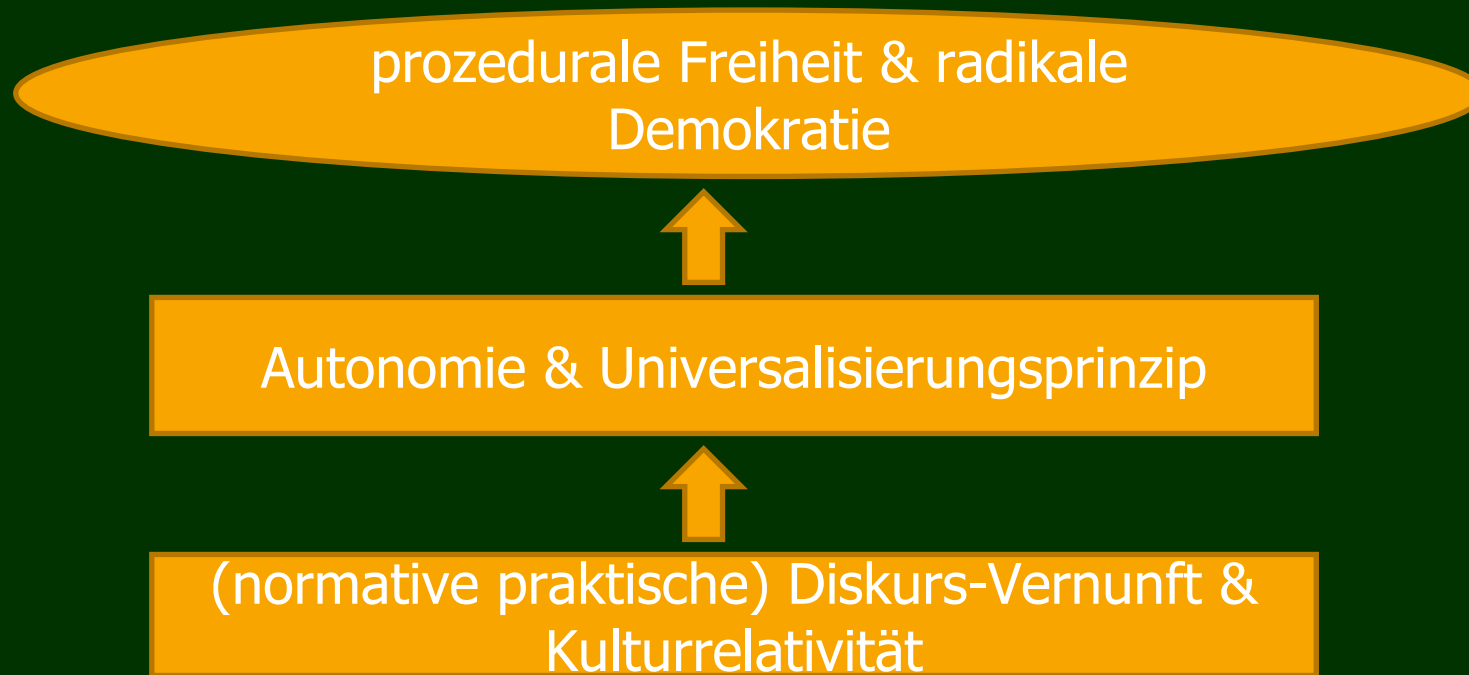 prozedurale Freiheit & radikale
Demokratie
Autonomie & Universalisierungsprinzip
(normative praktische) Diskurs-Vernunft &
Kulturrelativität